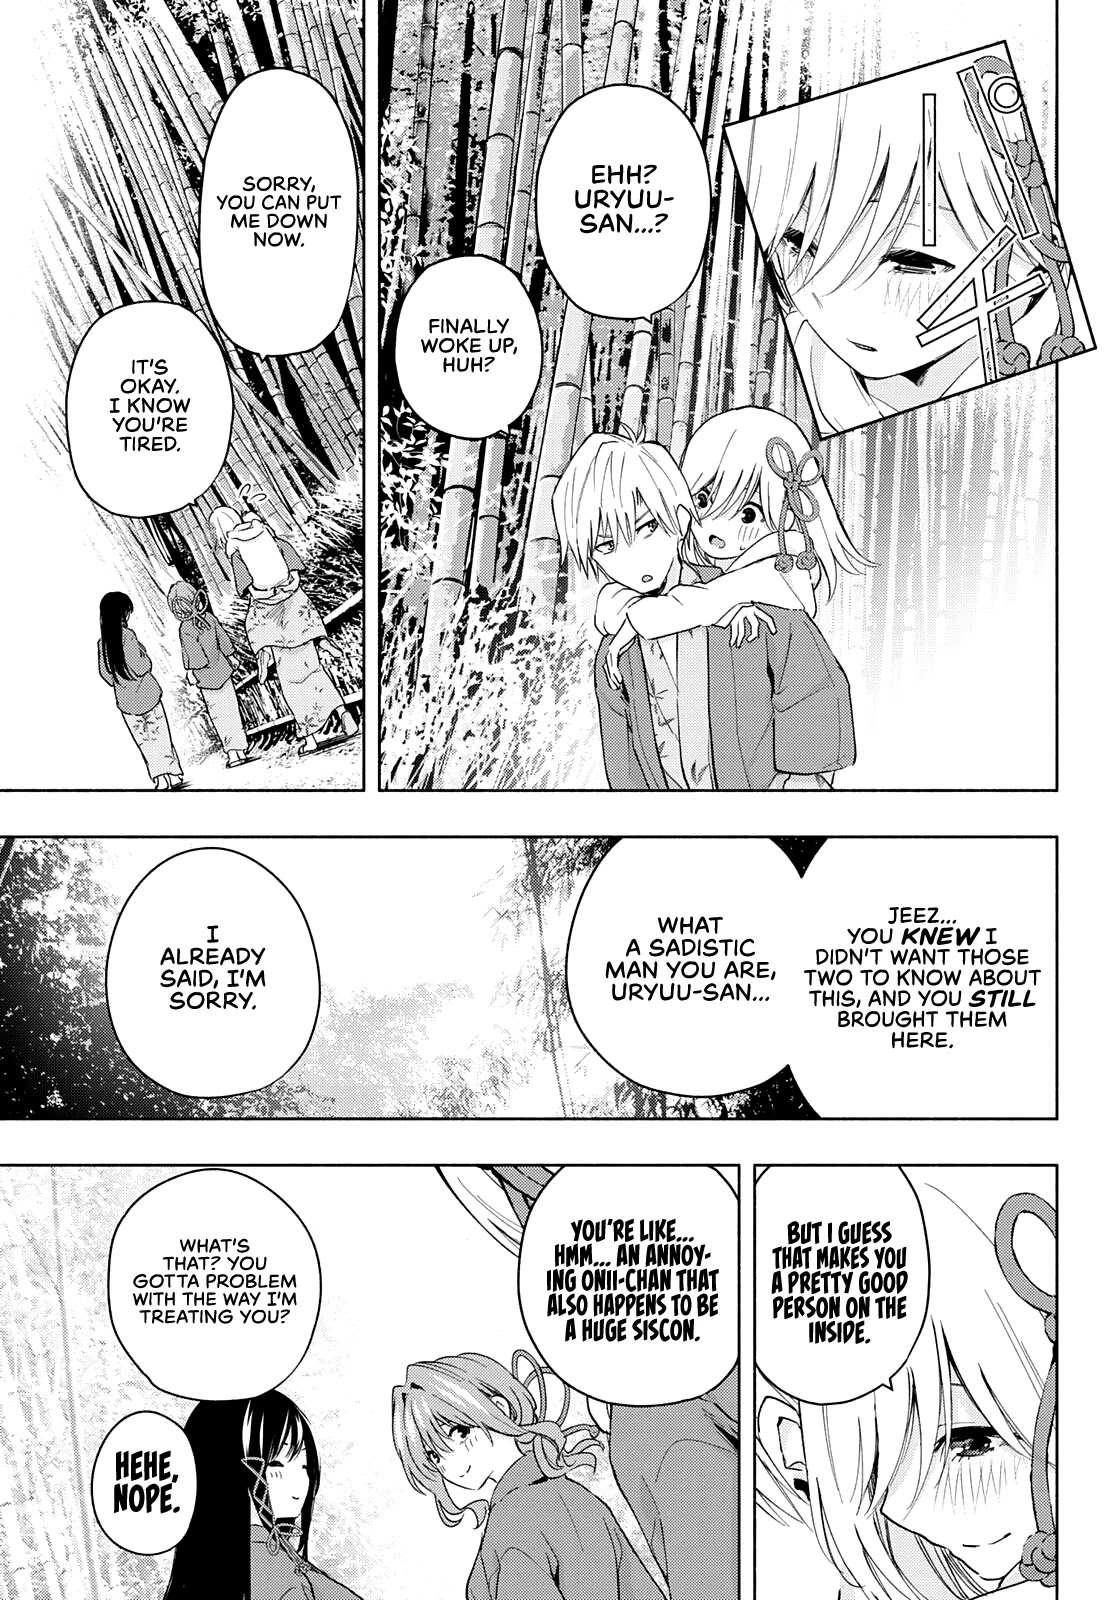 EHH?
URYUU-
SAN...?
FINALLY
WOKE UP,
HUH?
SORRY,
YOU CAN PUT
ME DOWN
NOW.
IT'S
OKAY.
I KNOW
YOU'RE
TIRED.
JEEZ...
YOU KNEW I
DIDN'T WANT THOSE
TWO TO KNOW ABOUT
THIS, AND YOU STILL
BROUGHT THEM
HERE.
WHAT
A SADISTIC
MAN YOU ARE,
URYUU-SAN...
I
ALREADY
SAID, I'M
SORRY.
BUT I GUESS
THAT MAKES YOU
A PRETTY GOOD
PERSON ON THE
INSIDE.
YOU'RE LIKE...
HMM... AN ANNOY-
ING ONII-CHAN THAT
ALSO HAPPENS TO BE
A HUGE SISCON.
WHAT'S
THAT? YOU
GOTTA PROBLEM
WITH THE WAY I'M
TREATING YOU?
HEHE,
NOPE.